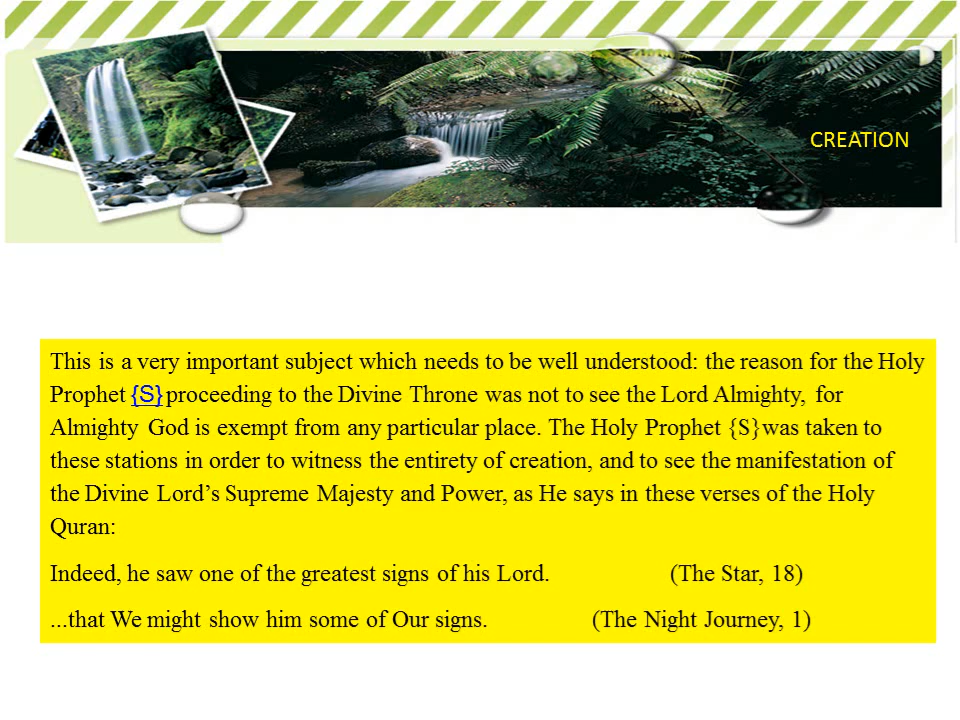 CREATION
This is a very important subject which needs to be well understood: the reason for the Holy
Prophet {S} proceeding to the Divine Throne was not to see the Lord Almighty, for
Almighty God is exempt from any particular place. The Holy Prophet {S}was taken to
these stations in order to witness the entirety of creation, and to see the manifestation of
the Divine Lord’s Supreme Majesty and Power, as He says in these verses of the Holy
Quran:
Indeed, he saw one of the greatest signs of his Lord. (The Star, 18)
...that We might show him some of Our signs. (The Night Journey, 1)